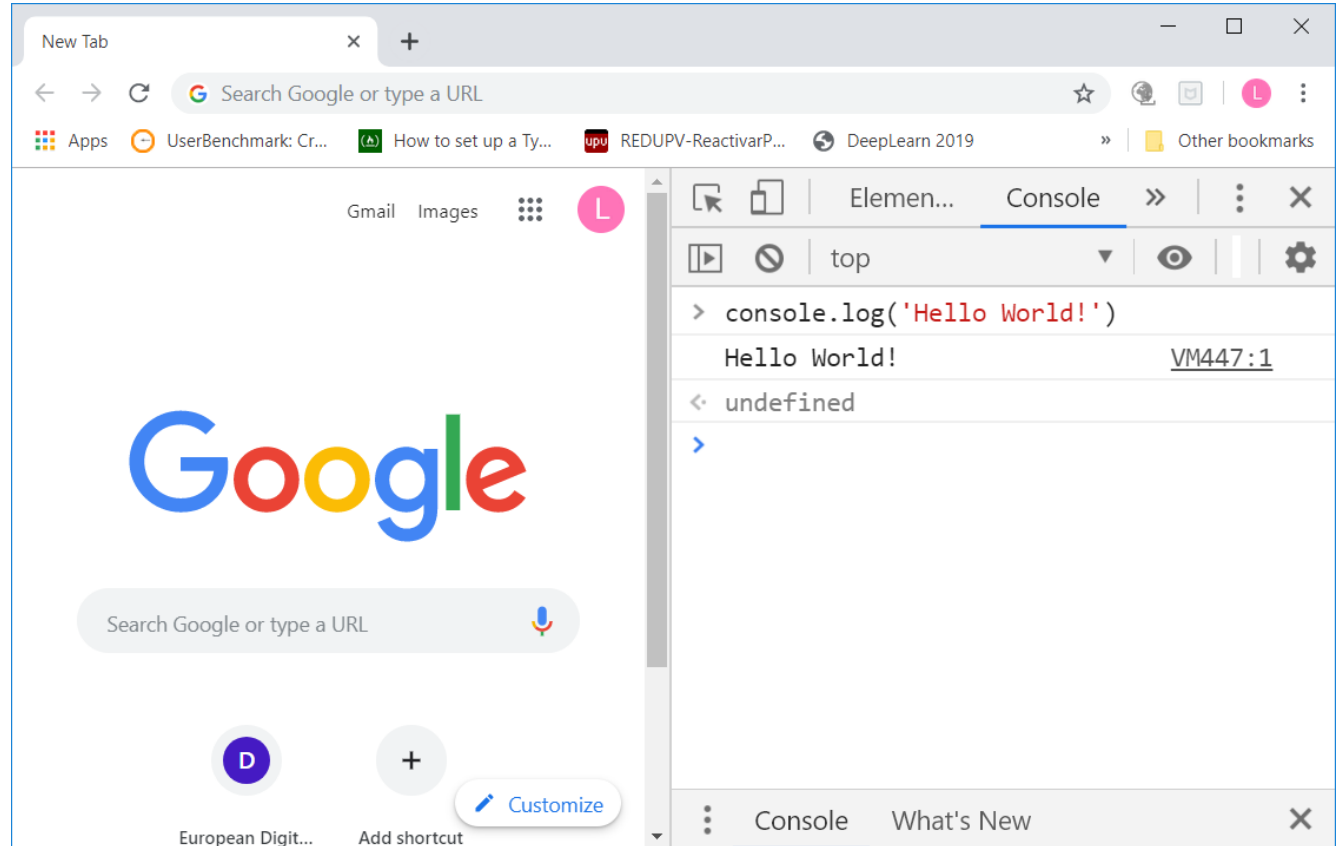 New Tab
Search Google or type a URL
L
Apps UserBenchmark: Cr... How to set up a Ty... upv REDUPV-ReactivarP... DeepLearn 2019 » Other bookmarks
Gmail Images L
Google
Search Google or type a URL
D
European Digit... Add shortcut
Customize
Elemen... Console »
top
> console.log('Hello World!')
Hello World! VM447:1
undefined
>
Console What's New